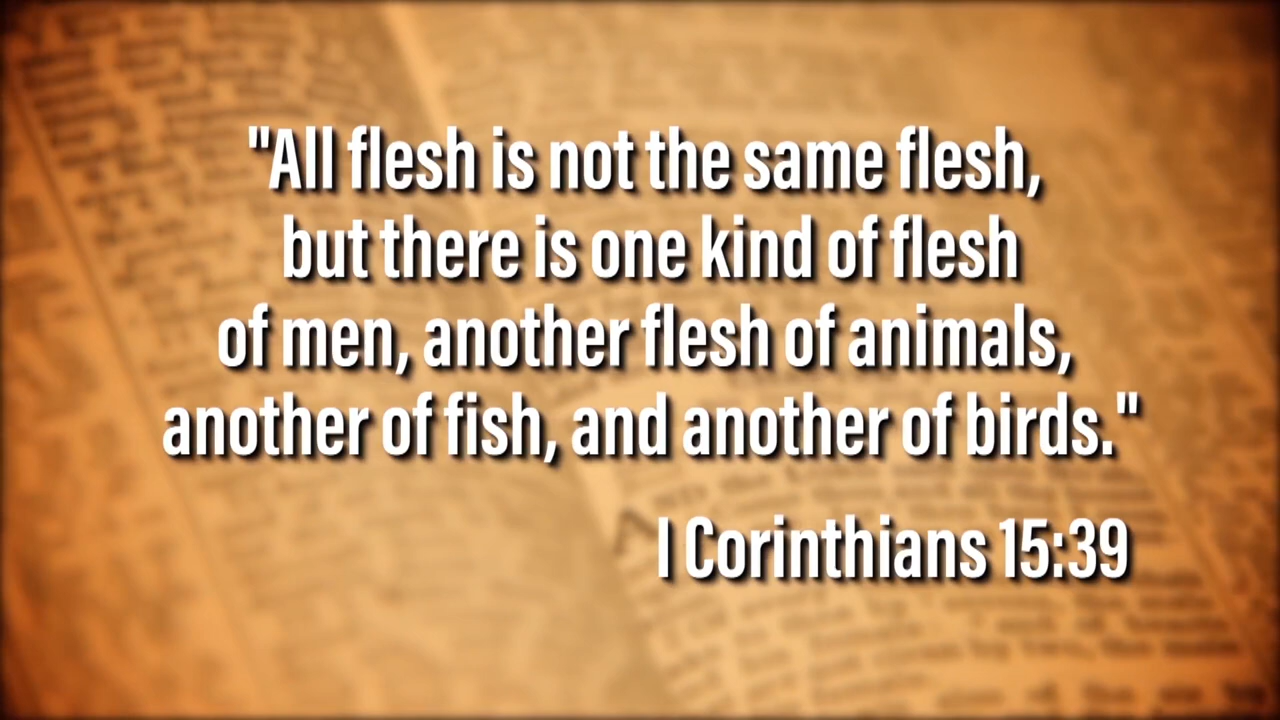 "All flesh is not the same flesh,
but there is one kind of flesh
of men, another flesh of animals,
another of fish, and another of birds."
I Corinthians 15:39